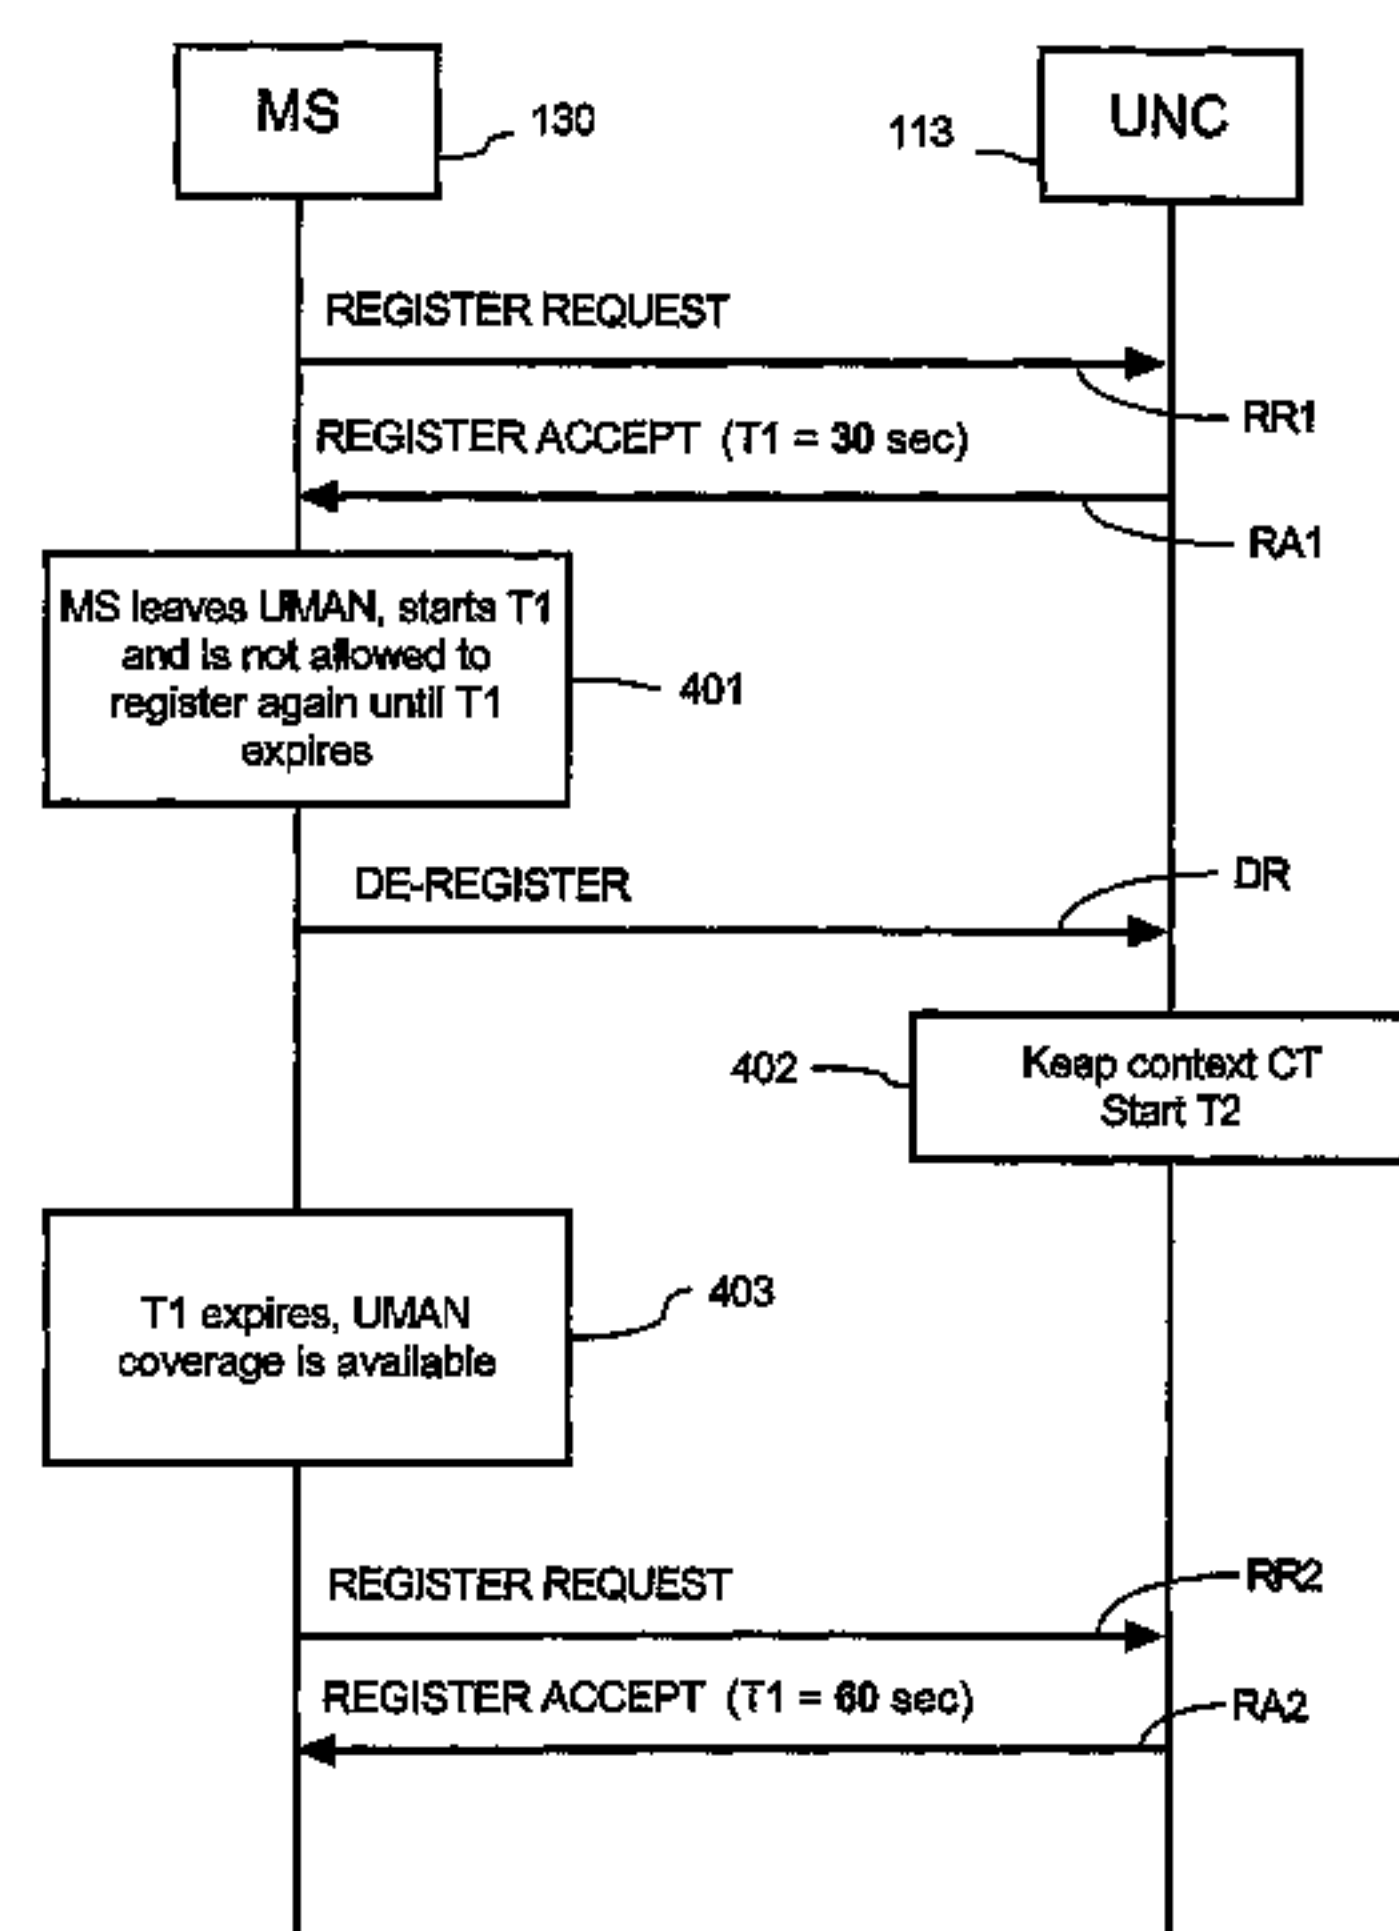 MS
130
113
UNC
REGISTER REQUEST
RR1
REGISTER ACCEPT (T1 = 30 sec)
RA1
MS leaves UMAN, starts T1
and is not allowed to
register again until T1
expires
401
DE-REGISTER
DR
402
Keep context CT
Start T2
403
T1 expires, UMAN
coverage is available
REGISTER REQUEST
RR2
REGISTER ACCEPT (T1 = 60 sec)
RA2